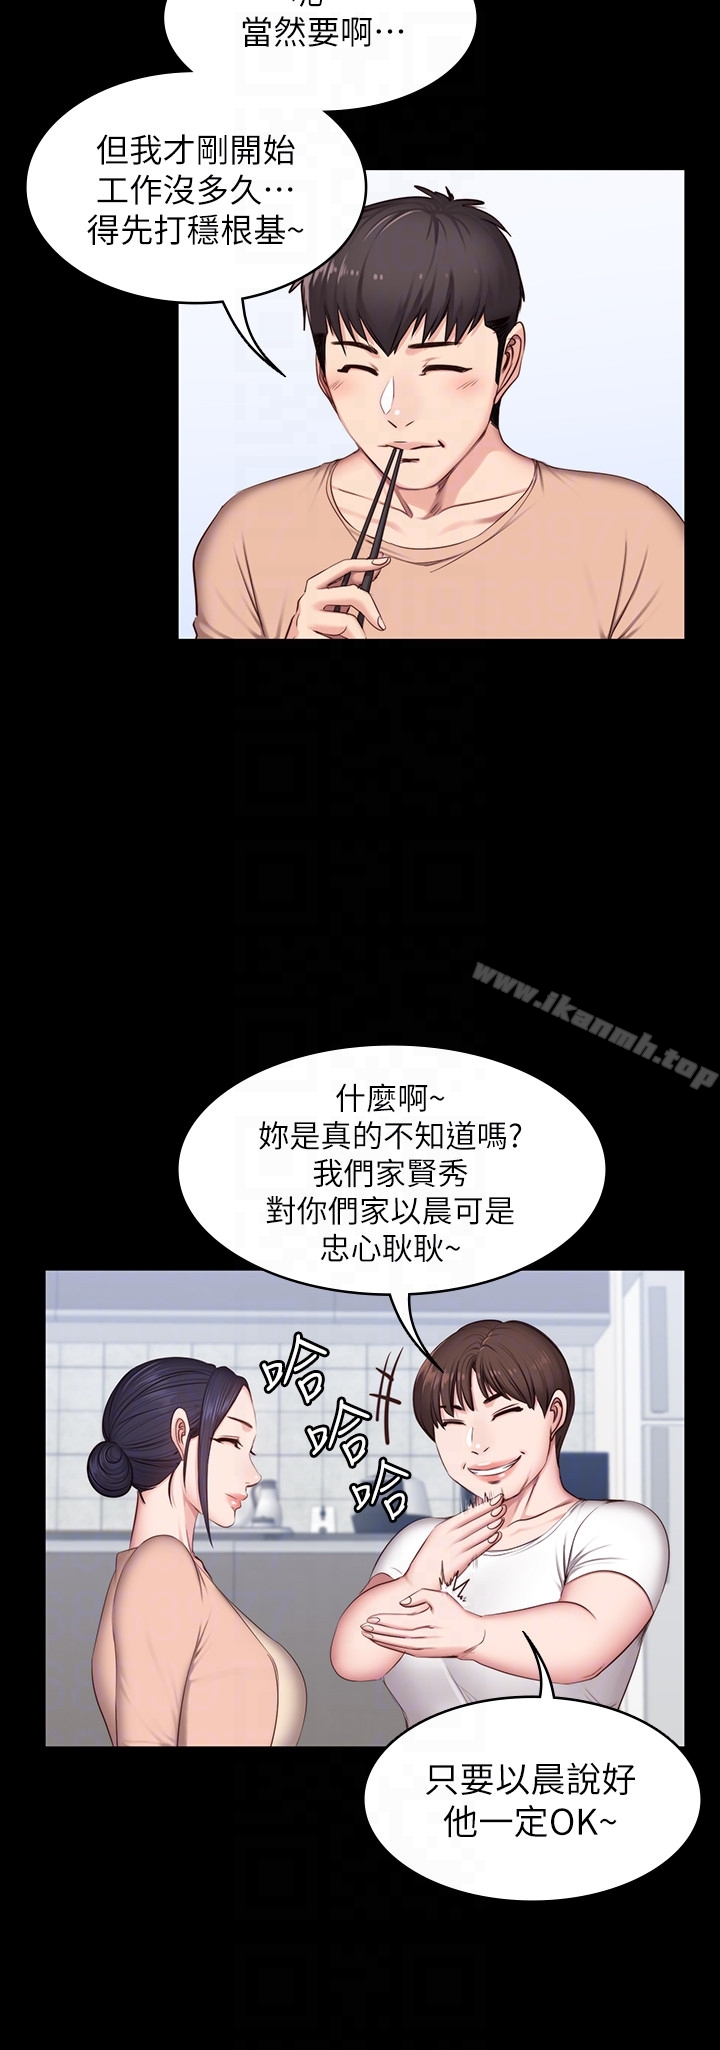 當然要啊…
但我才剛開始
工作沒多久…
得先打穩根基~
www.ikanmh.top
什麼啊~
妳是真的不知道嗎?
我們家賢秀
對你們家以晨可是
忠心耿耿~
哈
哈
哈
只要以晨說好
他一定OK~